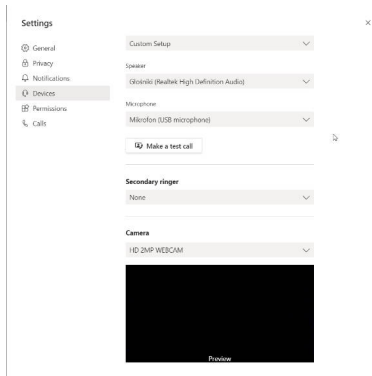 Settings
General
Privacy
Notifications
Devices
Permissions
Calls
Custom Setup
Speaker
Głośniki (Realtek High Definition Audio)
Microphone
Mikrofon (USB microphone)
Make a test call
Secondary ringer
None
Camera
HD 2MP WEBCAM
Preview